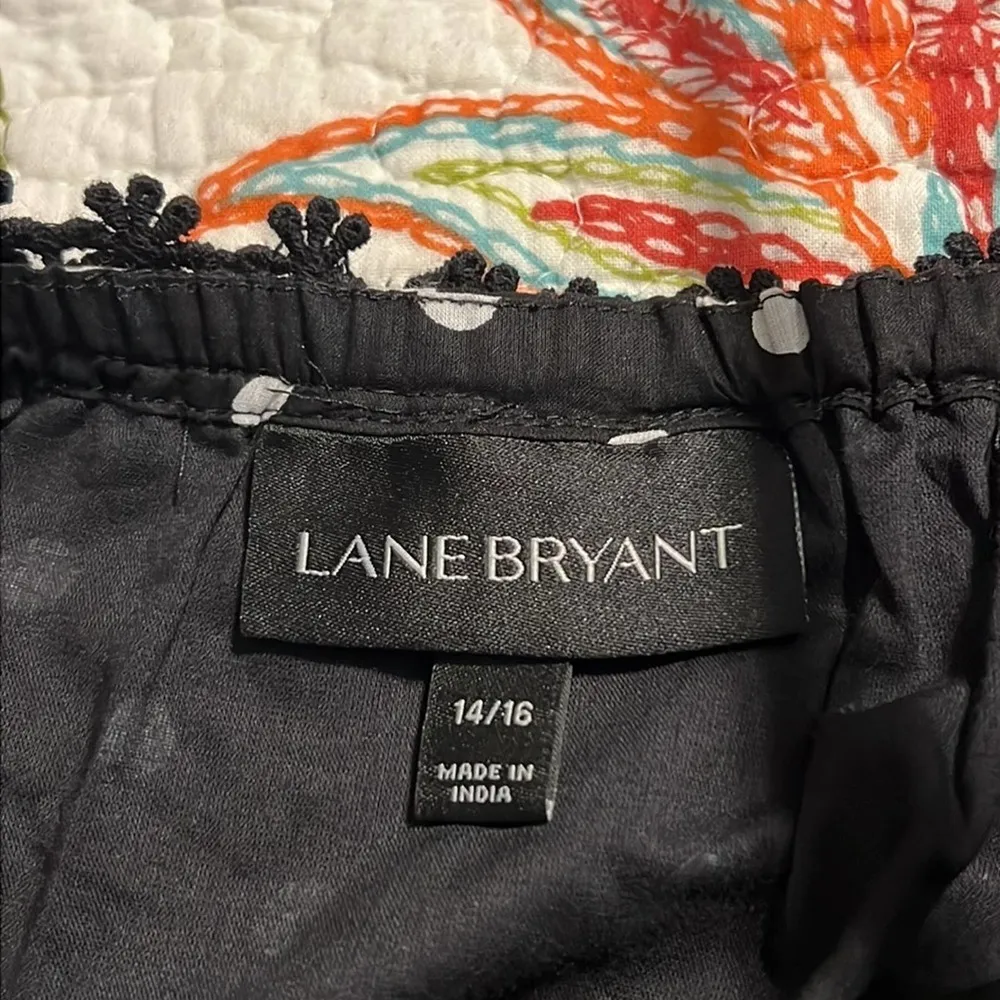 LANE BRYANT
14/16
MADE IN
INDIA